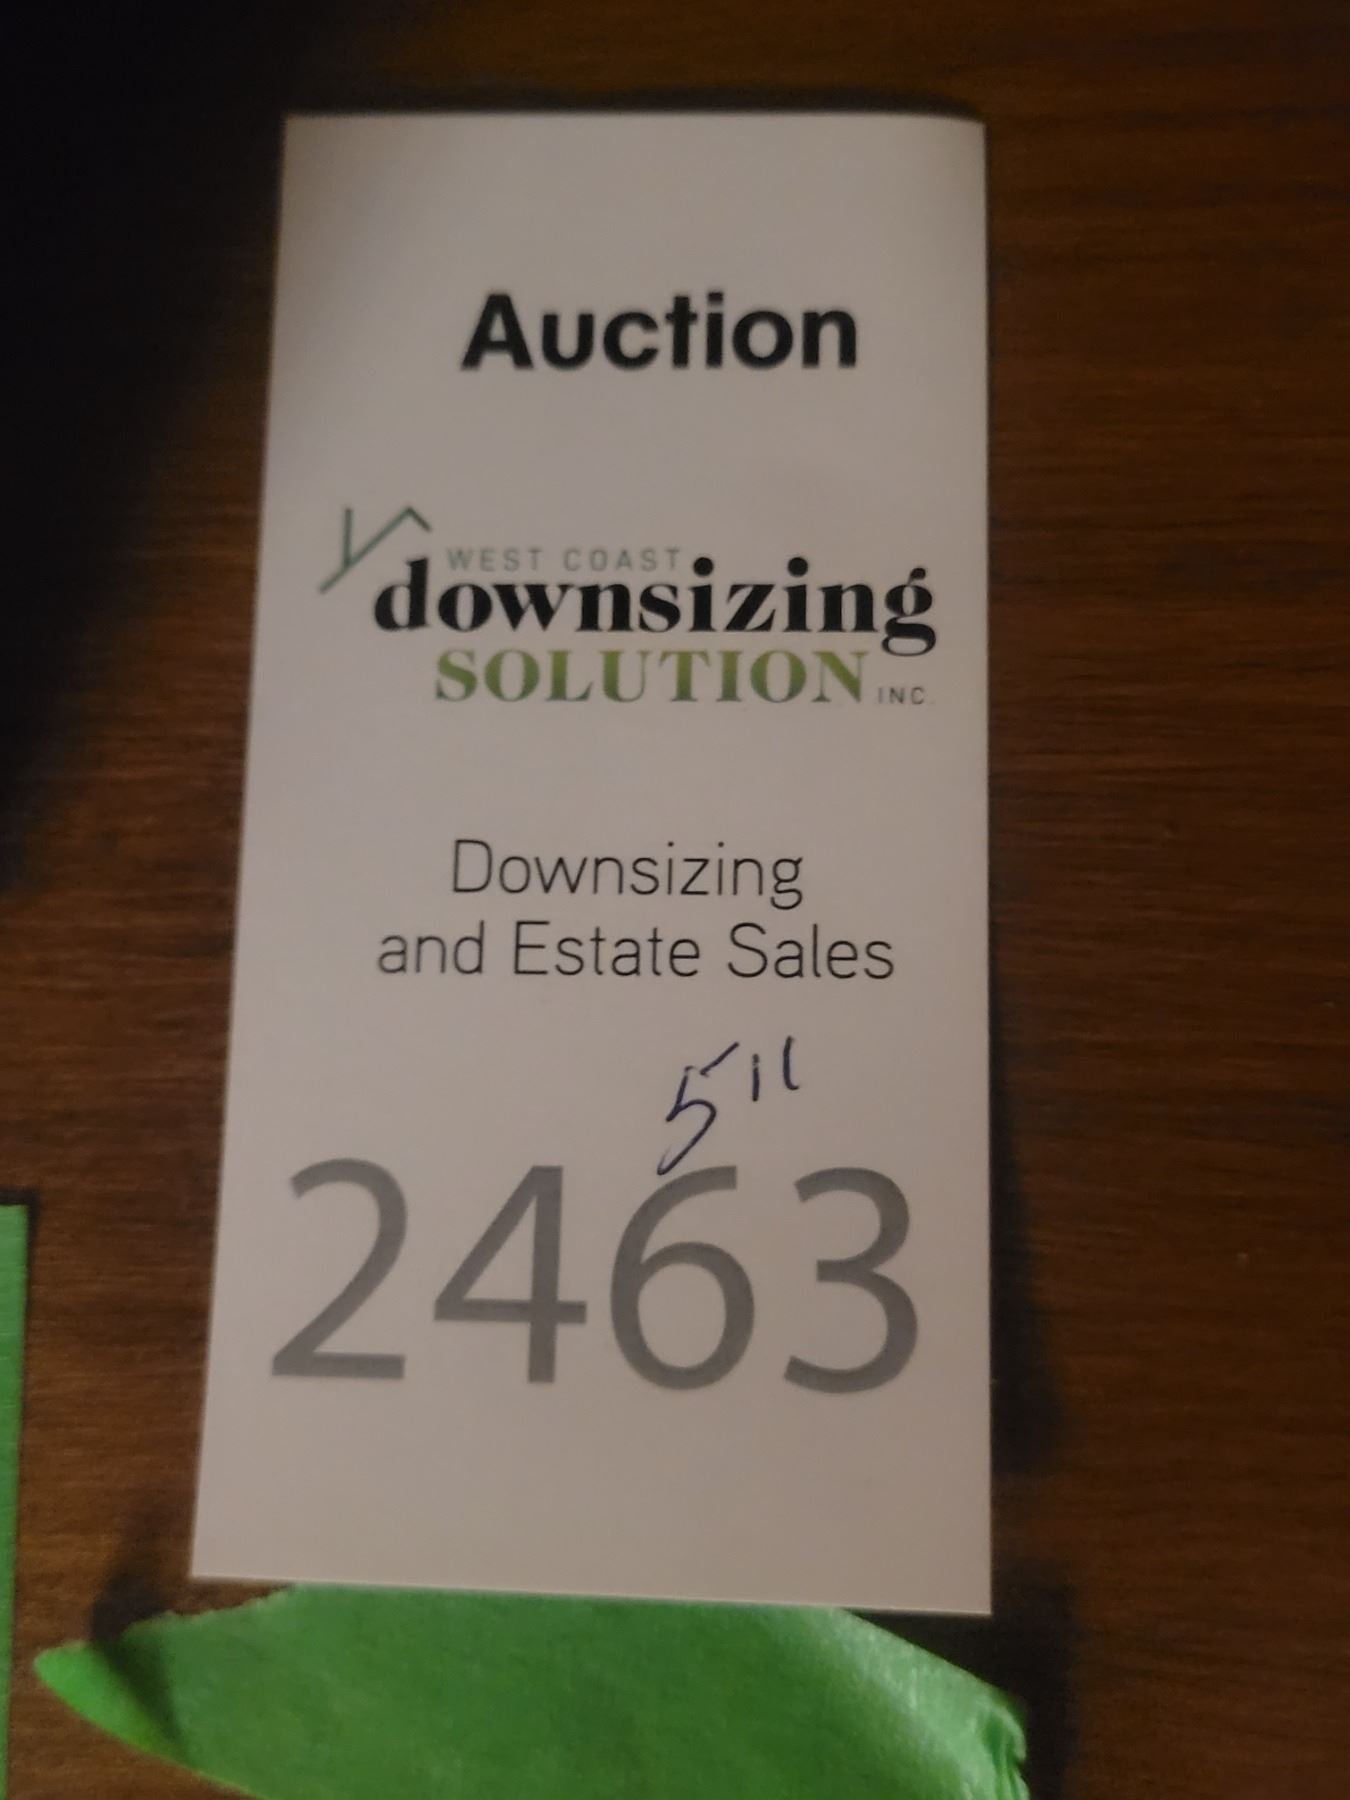 Auction
WEST COAST
downsizing
SOLUTION INC.
Downsizing
and Estate Sales
5"
2463